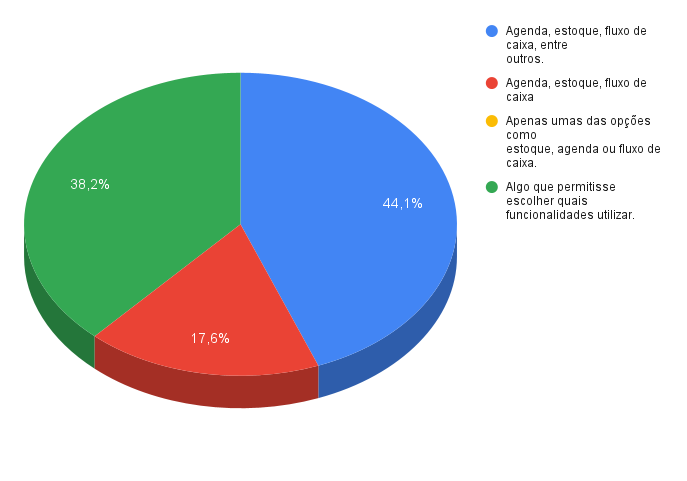 Agenda, estoque, fluxo de
caixa, entre
outros.
Agenda, estoque, fluxo de
caixa
Apenas umas das opções
como
estoque, agenda ou fluxo de
caixa.
Algo que permitisse
escolher quais
funcionalidades utilizar.
38,2%
44,1%
17,6%